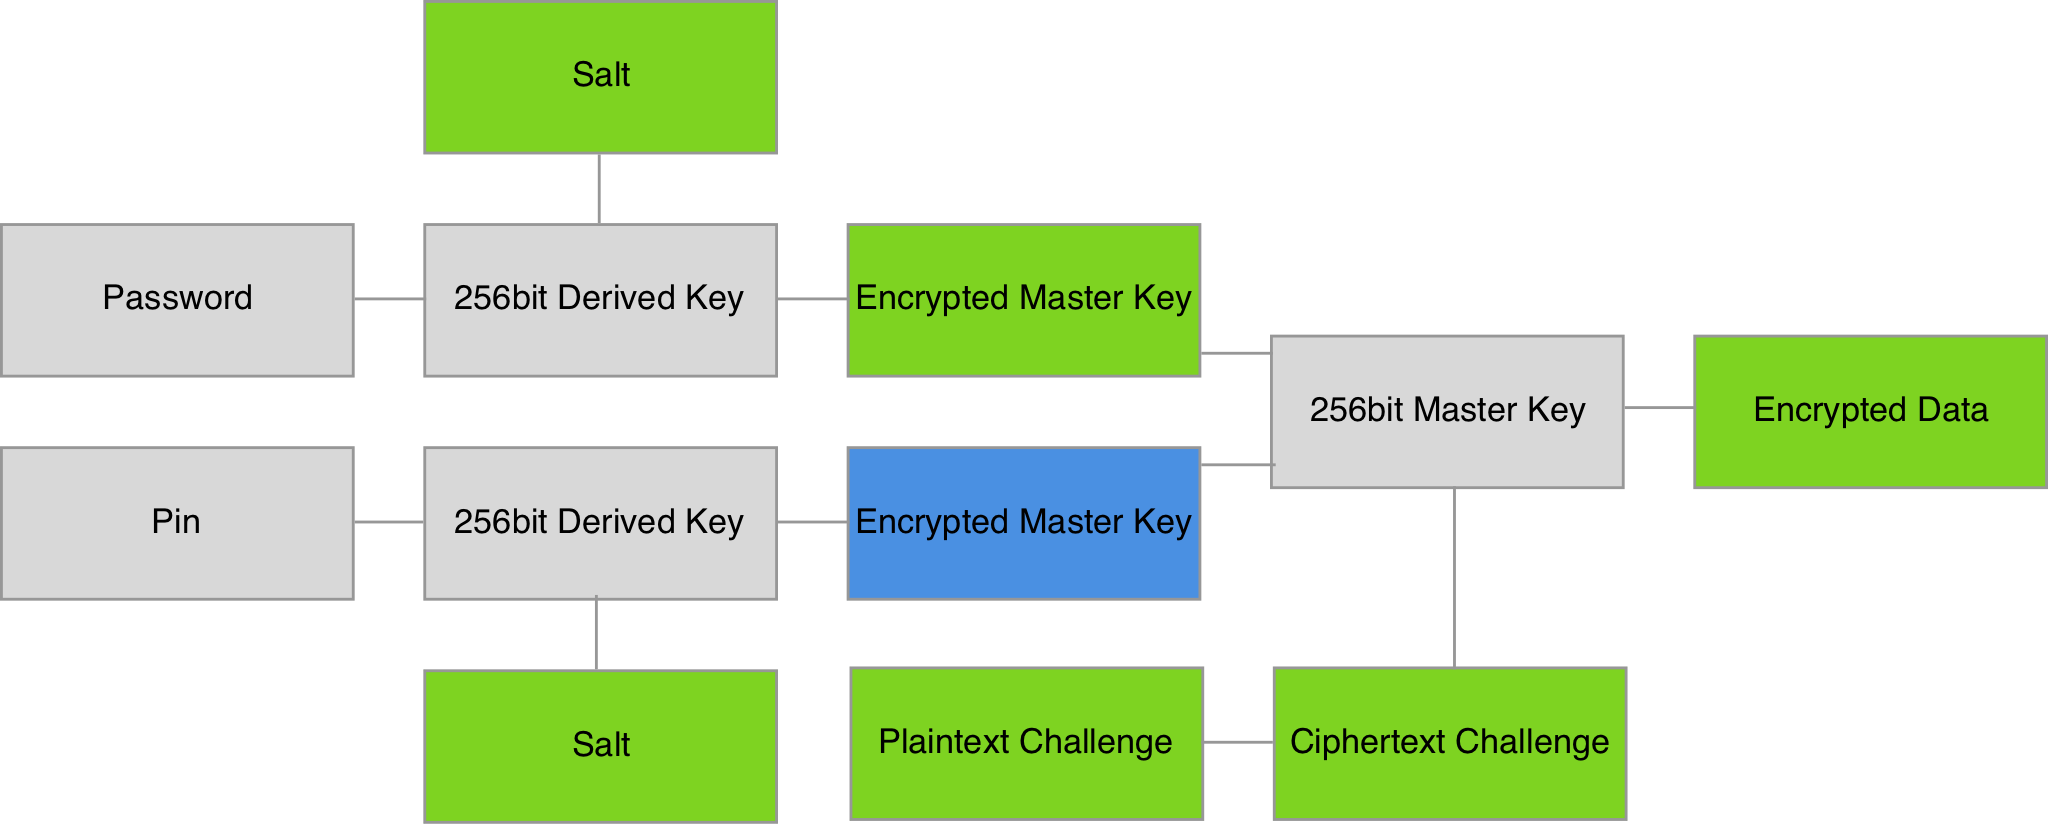 Salt
Password
256bit Derived Key
Encrypted Master Key
256bit Master Key
Encrypted Data
Pin
256bit Derived Key
Encrypted Master Key
Salt
Plaintext Challenge
Ciphertext Challenge